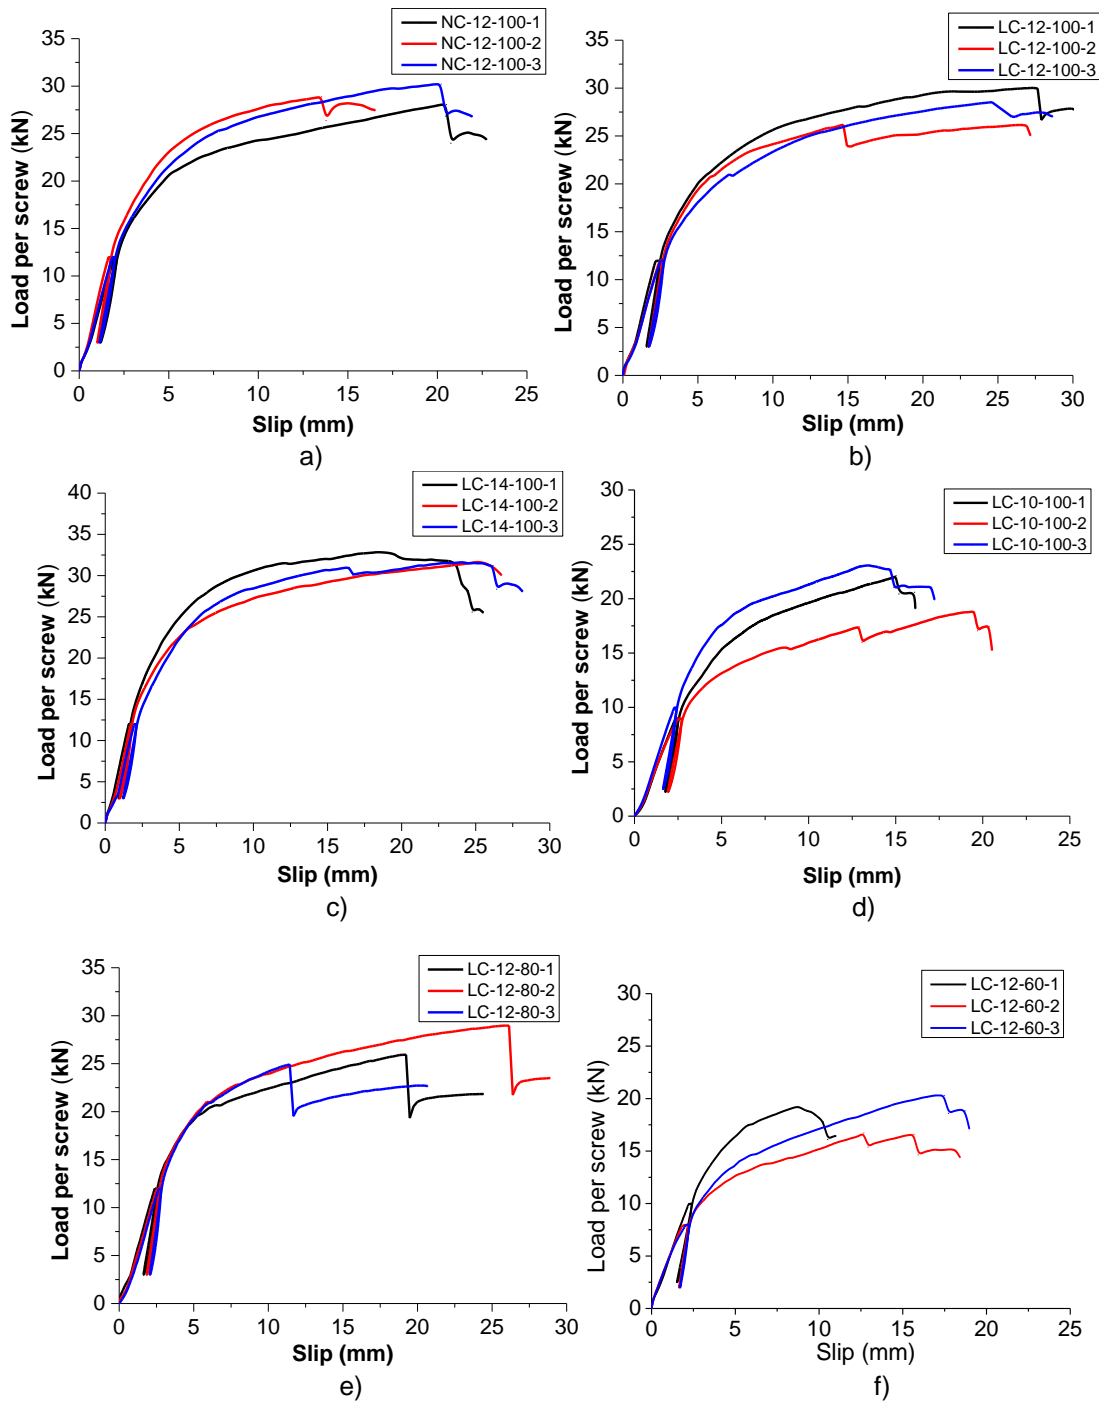 NC-12-100-1
NC-12-100-2
NC-12-100-3
35
30
25
20
15
10
5
0
Load per screw (kN)
0 5 10 15 20 25
Slip (mm)
a)
LC-12-100-1
LC-12-100-2
LC-12-100-3
35
30
25
20
15
10
5
0
Load per screw (kN)
0 5 10 15 20 25 30
Slip (mm)
b)
LC-14-100-1
LC-14-100-2
LC-14-100-3
40
35
30
25
20
15
10
5
0
Load per screw (kN)
0 5 10 15 20 25 30
Slip (mm)
c)
LC-10-100-1
LC-10-100-2
LC-10-100-3
30
25
20
15
10
5
0
Load per screw (kN)
0 5 10 15 20 25
Slip (mm)
d)
LC-12-80-1
LC-12-80-2
LC-12-80-3
35
30
25
20
15
10
5
0
Load per screw (kN)
0 5 10 15 20 25 30
Slip (mm)
e)
LC-12-60-1
LC-12-60-2
LC-12-60-3
30
25
20
15
10
5
0
Load per screw (kN)
0 5 10 15 20 25
Slip (mm)
f)